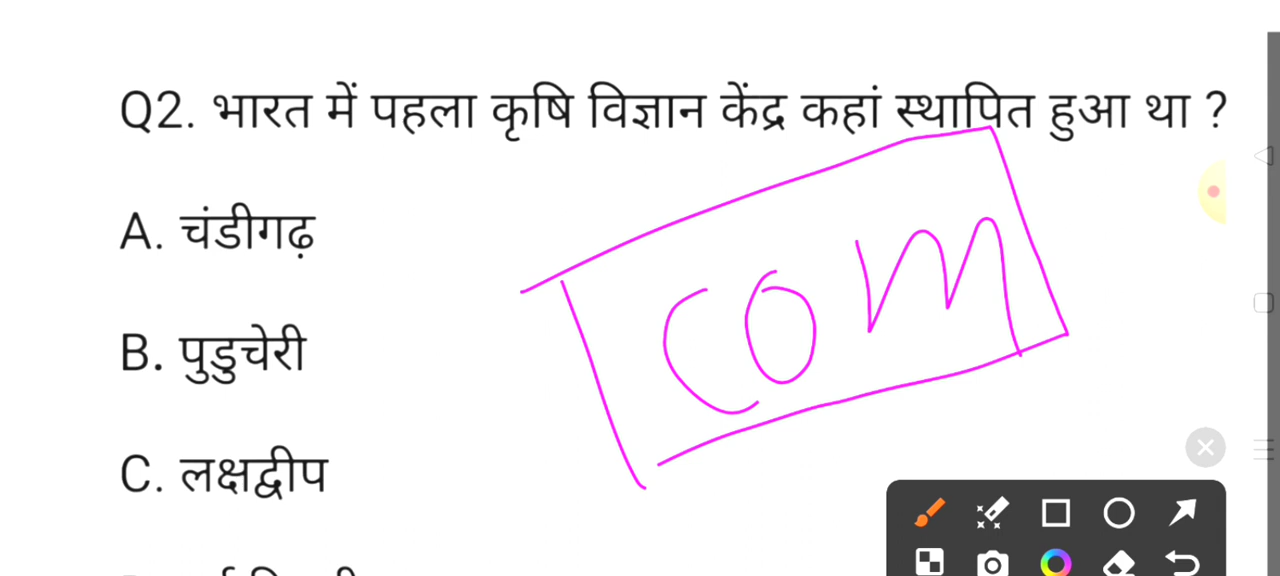 Q2. भारत में पहला कृषि विज्ञान केंद्र कहां स्थापित हुआ था ?
A. चंडीगढ़
com
B. पुडुचेरी
C. लक्षद्वीप